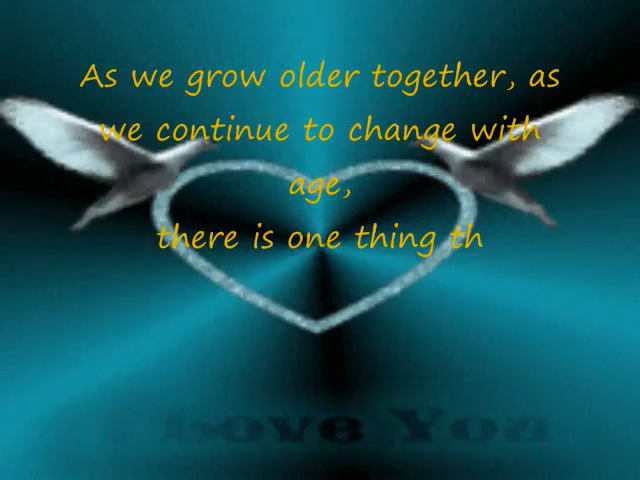 As we grow older together, as
we continue to change with
age,
there is one thing th
Love You